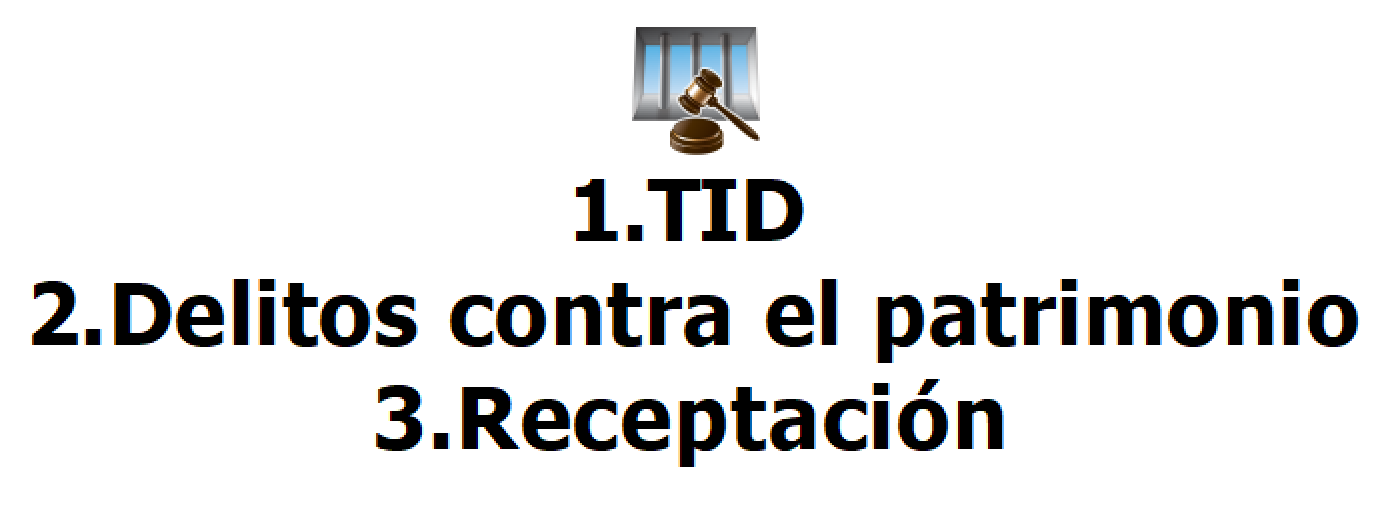 1.TID
2.Delitos contra el patrimonio
3.Receptación